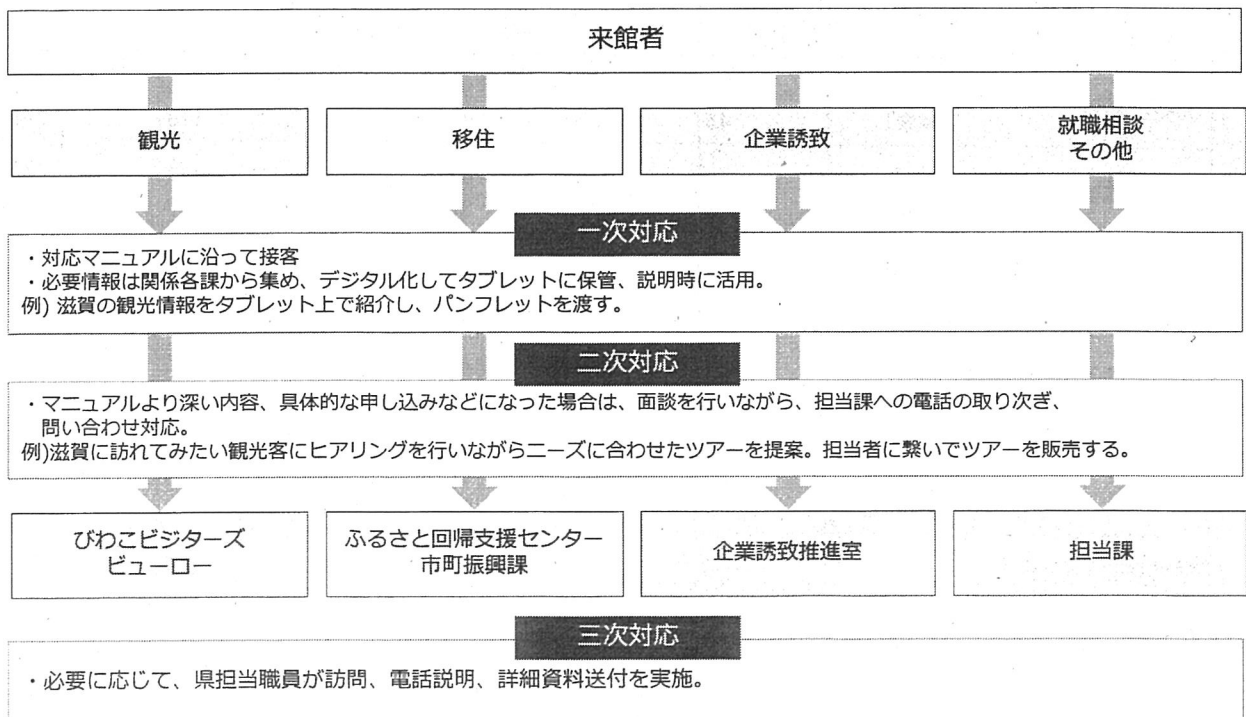 来館者
観光
移住
企業誘致
就職相談
その他
一次対応
・対応マニュアルに沿って接客
・必要情報は関係各課から集め、デジタル化してタブレットに保管、説明時に活用。
例) 滋賀の観光情報をタブレット上で紹介し、パンフレットを渡す。
二次対応
・マニュアルより深い内容、具体的な申し込みなどになった場合は、面談を行いながら、担当課への電話の取り次ぎ、
問い合わせ対応。
例)滋賀に訪れてみたい観光客にヒアリングを行いながらニーズに合わせたツアーを提案。担当者に繋いでツアーを販売する。
びわこビジターズ
ビューロー
ふるさと回帰支援センター
市町振興課
企業誘致推進室
担当課
三次対応
・必要に応じて、県担当職員が訪問、電話説明、詳細資料送付を実施。